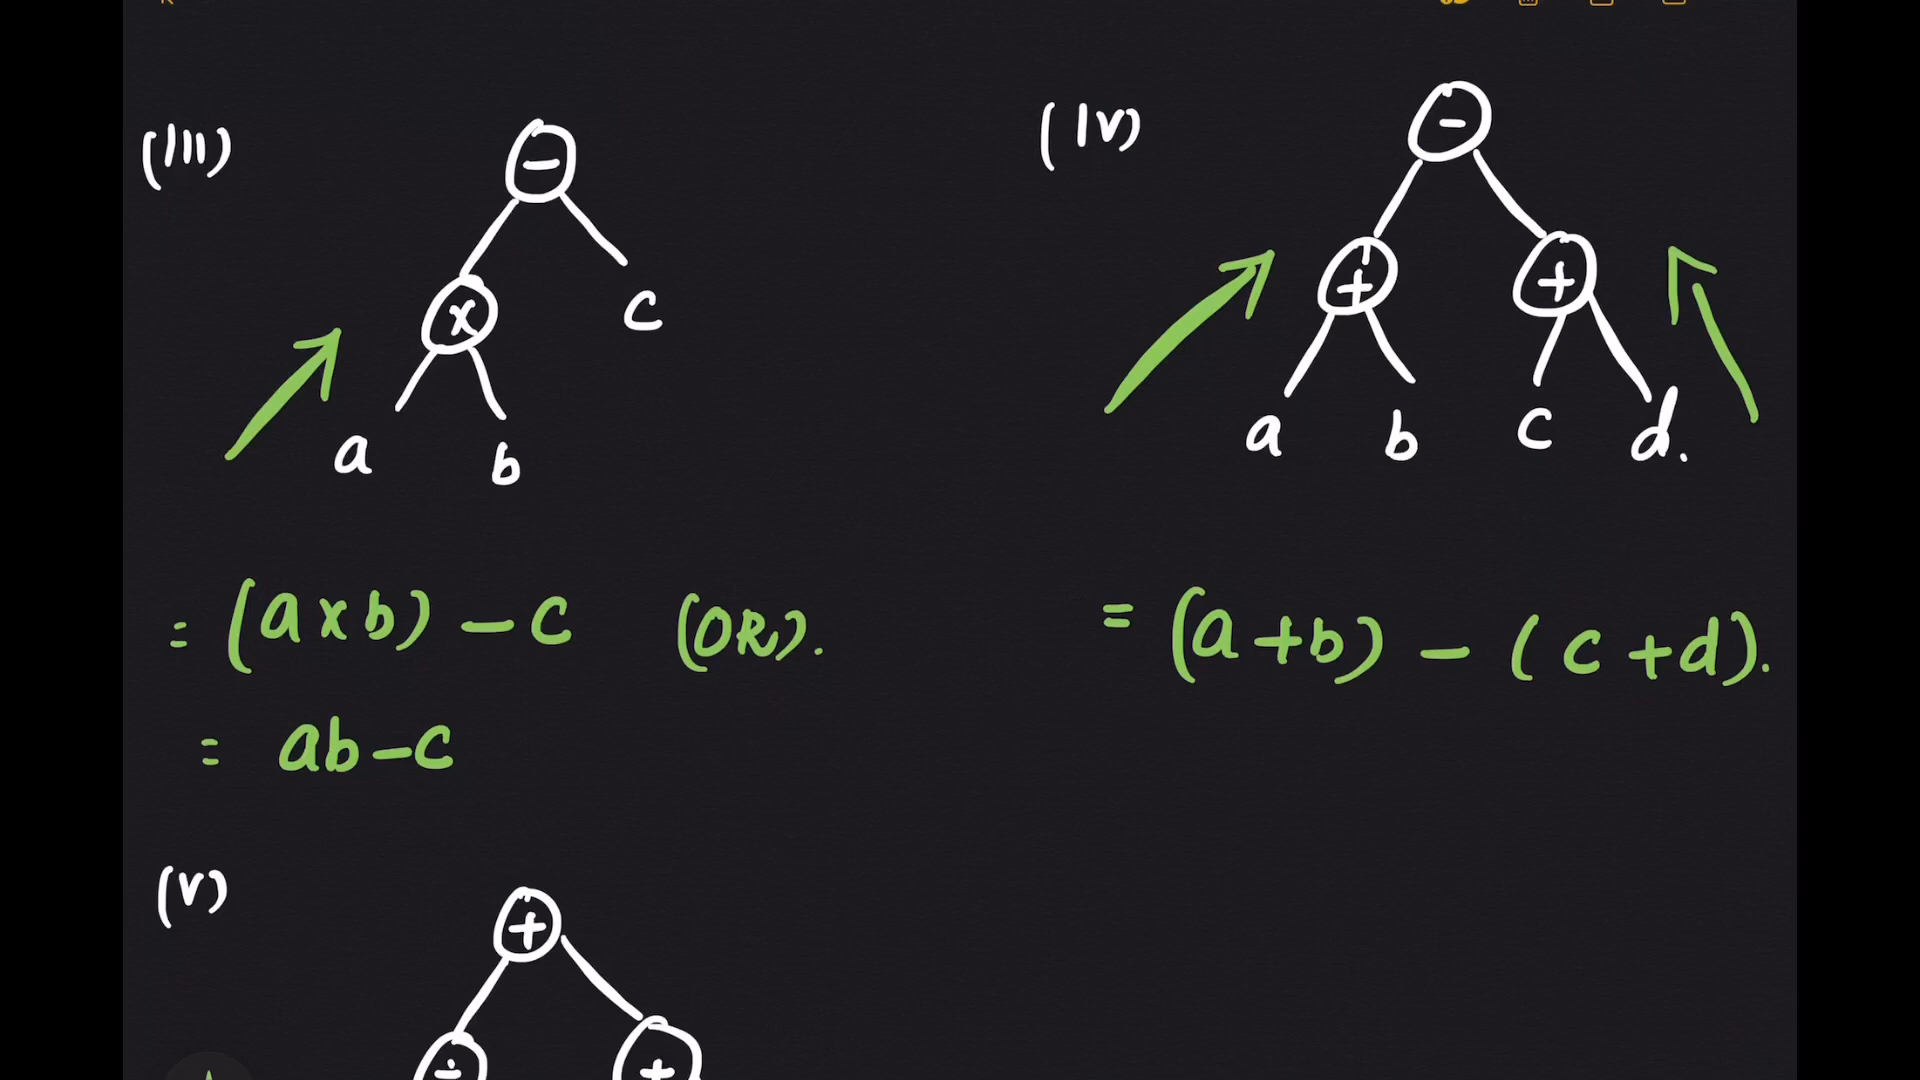 (III)
-
x
c
a b
= (a x b) - c (OR).
= ab - c
(IV)
-
+ +
a b c d.
= (a + b) - (c + d).
(V)
+
÷ +